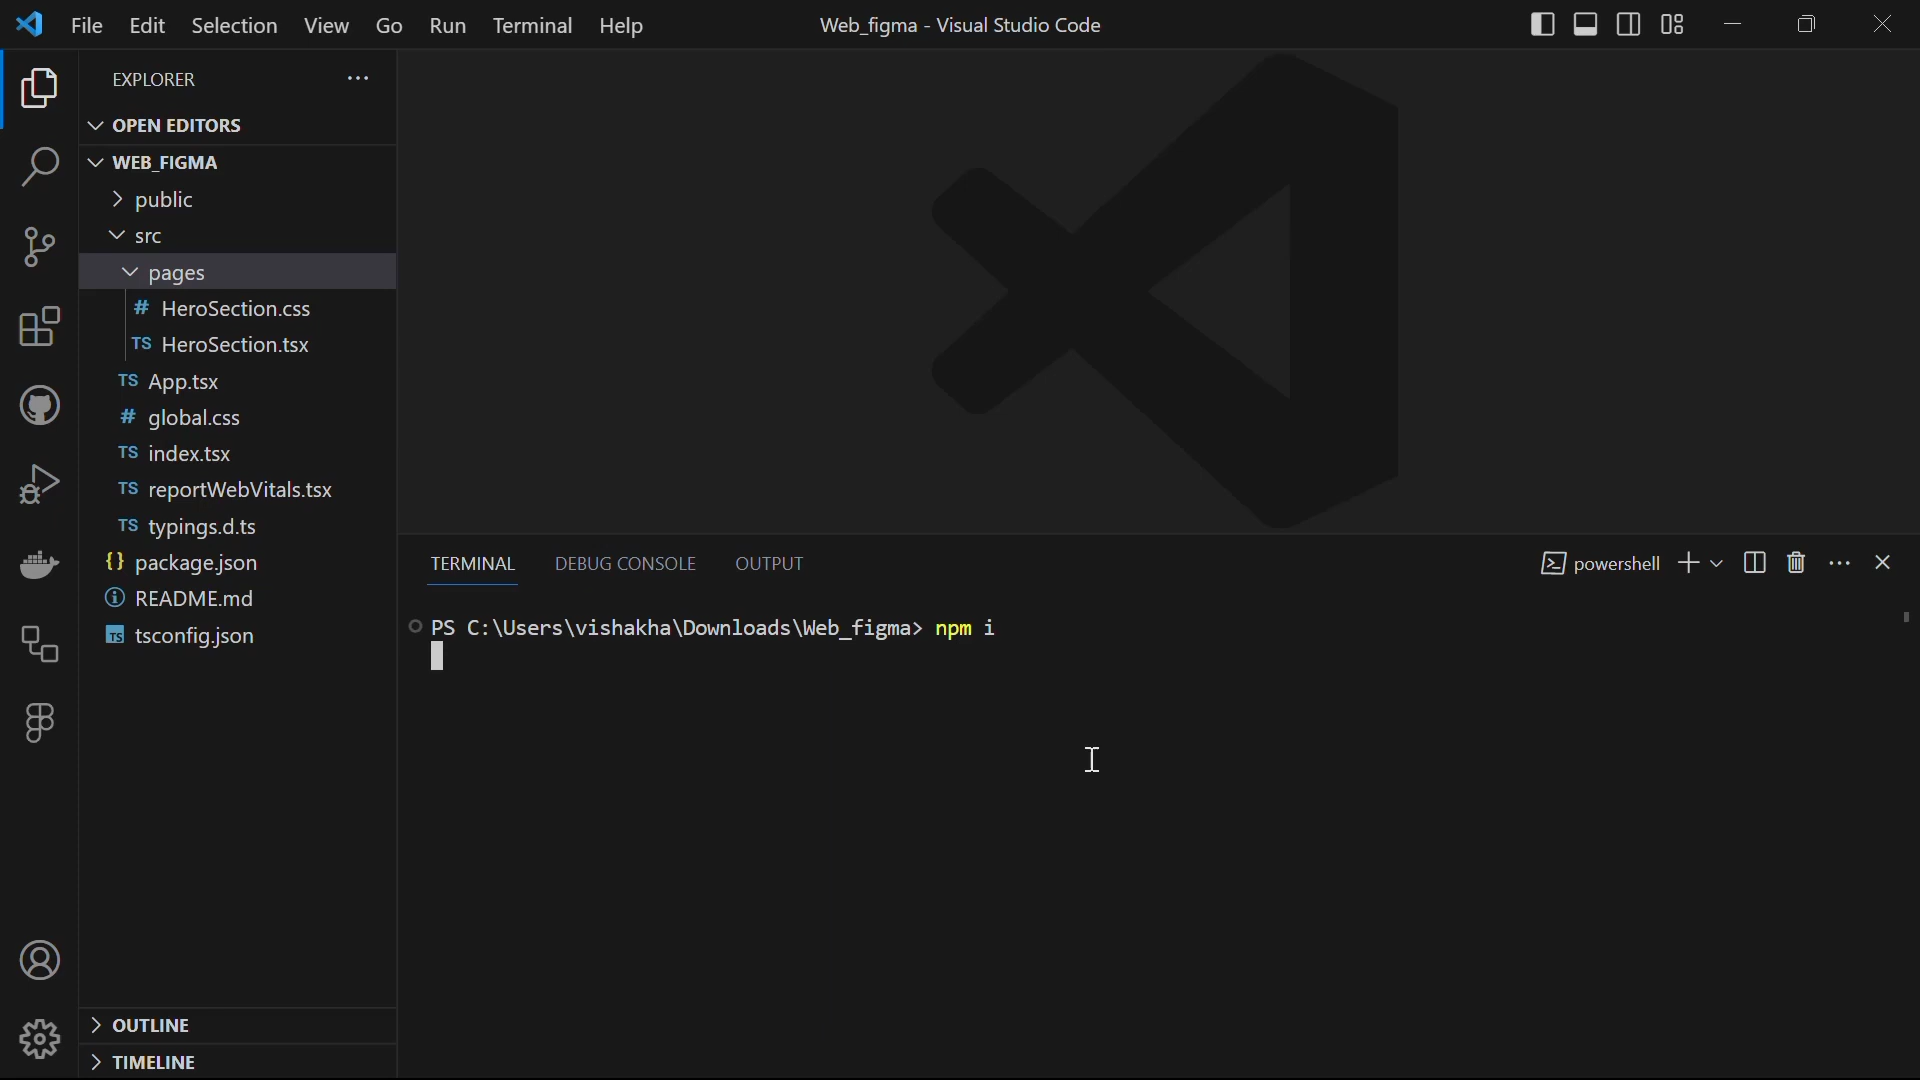 File Edit Selection View Go Run Terminal Help
Web_figma - Visual Studio Code
EXPLORER
OPEN EDITORS
WEB_FIGMA
public
src
pages
# HeroSection.css
TS HeroSection.tsx
TS App.tsx
# global.css
TS index.tsx
TS reportWebVitals.tsx
TS typings.d.ts
{} package.json
README.md
TS tsconfig.json
OUTLINE
TIMELINE
TERMINAL DEBUG CONSOLE OUTPUT
powershell
PS C:\Users\vishakha\Downloads\Web_figma> npm i